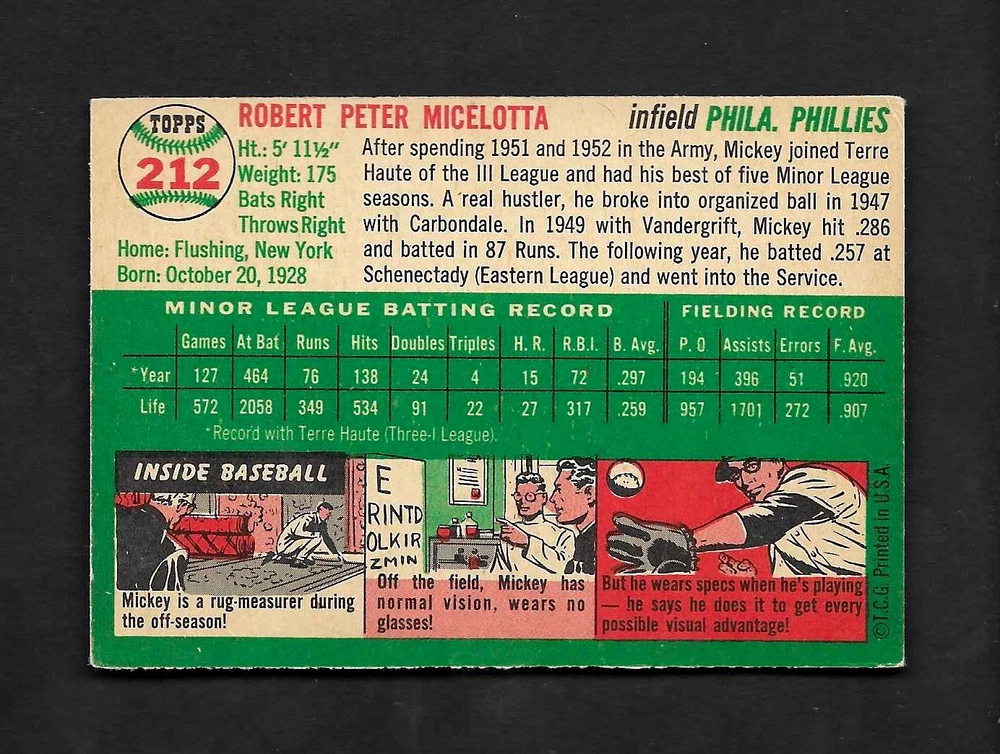 TOPPS
212
ROBERT PETER MICELOTTA
infield PHILA. PHILLIES
Ht.: 5' 11½"
Weight: 175
Bats Right
Throws Right
Home: Flushing, New York
Born: October 20, 1928
After spending 1951 and 1952 in the Army, Mickey joined Terre
Haute of the III League and had his best of five Minor League
seasons. A real hustler, he broke into organized ball in 1947
with Carbondale. In 1949 with Vandergrift, Mickey hit .286
and batted in 87 Runs. The following year, he batted .257 at
Schenectady (Eastern League) and went into the Service.
MINOR LEAGUE BATTING RECORD FIELDING RECORD
Games At Bat Runs Hits Doubles Triples H. R. R.B.I. B. Avg. P. O. Assists Errors F. Avg.
*Year 127 464 76 138 24 4 15 72 .297 194 396 51 .920
Life 572 2058 349 534 91 22 27 317 .259 957 1701 272 .907
*Record with Terre Haute (Three-I League).
INSIDE BASEBALL
Mickey is a rug-measurer during
the off-season!
E
RINTD
OLKIR
ZMIN
Off the field, Mickey has
normal vision, wears no
glasses!
But he wears specs when he's playing
— he says he does it to get every
possible visual advantage!
©T.C.G. Printed in U.S.A.